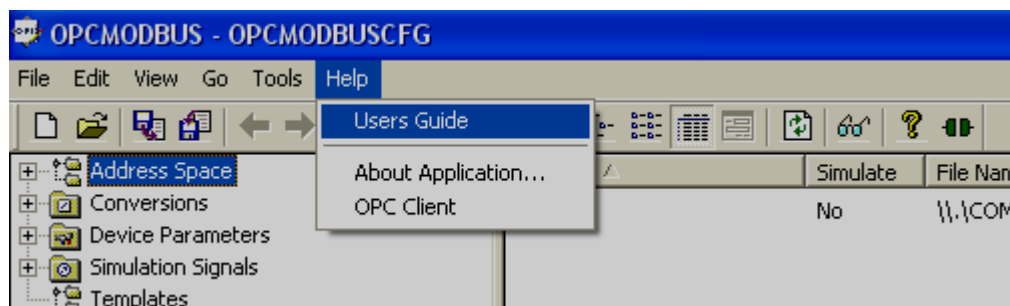 OPCMODBUS - OPCMODBUSCFG
File Edit View Go Tools Help
Users Guide
About Application...
OPC Client
Address Space
Conversions
Device Parameters
Simulation Signals
Templates
Simulate File Nam
No \\.\COM